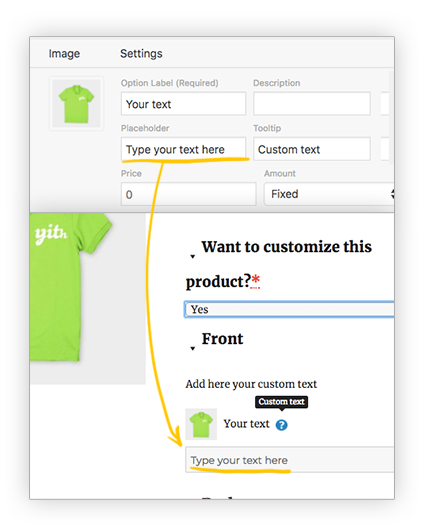 Image Settings
Option Label (Required) Description
Your text
Placeholder Tooltip
Type your text here Custom text
Price Amount
0 Fixed
yith
Want to customize this
product?*
Yes
Front
Add here your custom text
Custom text
Your text ?
Type your text here